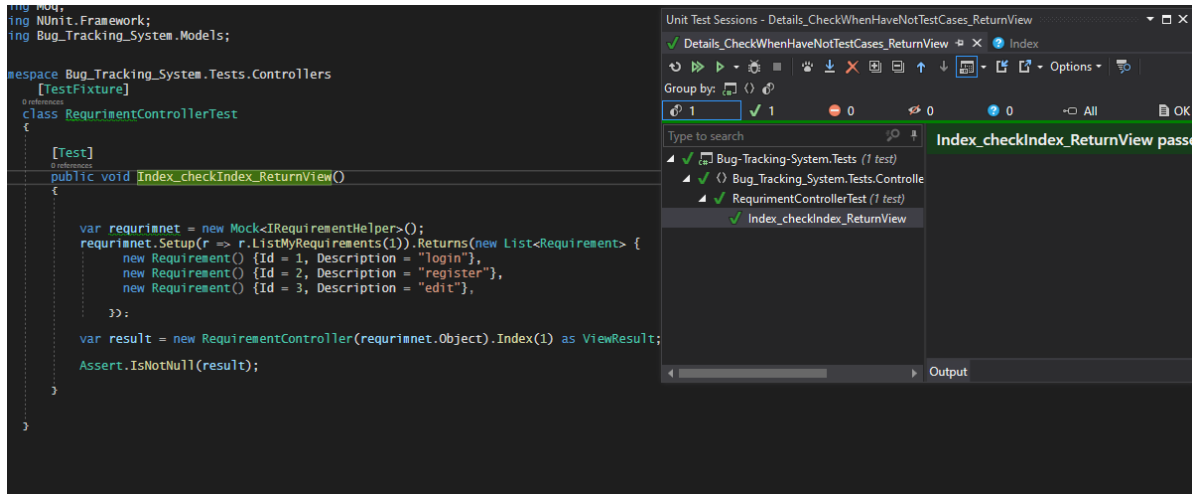 ing Moq;
ing NUnit.Framework;
ing Bug_Tracking_System.Models;
mespace Bug_Tracking_System.Tests.Controllers
[TestFixture]
0 references
class RequrimentControllerTest
{
[Test]
0 references
public void Index_checkIndex_ReturnView()
{
var requrimnet = new Mock<IRequirementHelper>();
requrimnet.Setup(r => r.ListMyRequirements(1)).Returns(new List<Requirement> {
new Requirement() {Id = 1, Description = "login"},
new Requirement() {Id = 2, Description = "register"},
new Requirement() {Id = 3, Description = "edit"},
});
var result = new RequirementController(requrimnet.Object).Index(1) as ViewResult;
Assert.IsNotNull(result);
}
}
Unit Test Sessions - Details_CheckWhenHaveNotTestCases_ReturnView
Details_CheckWhenHaveNotTestCases_ReturnView
Index
Options
Group by:
1 1 0 0 0 All OK
Type to search
Bug-Tracking-System.Tests (1 test)
Bug_Tracking_System.Tests.Controlle
RequrimentControllerTest (1 test)
Index_checkIndex_ReturnView
Index_checkIndex_ReturnView passe
Output